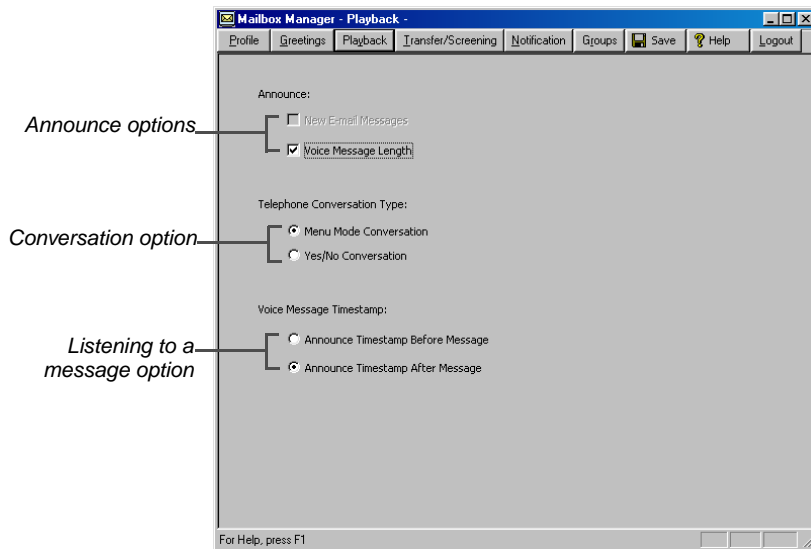 Mailbox Manager - Playback -
Profile Greetings Playback Transfer/Screening Notification Groups Save Help Logout
Announce:
Announce options
New E-mail Messages
Voice Message Length
Telephone Conversation Type:
Conversation option
Menu Mode Conversation
Yes/No Conversation
Voice Message Timestamp:
Listening to a
message option
Announce Timestamp Before Message
Announce Timestamp After Message
For Help, press F1